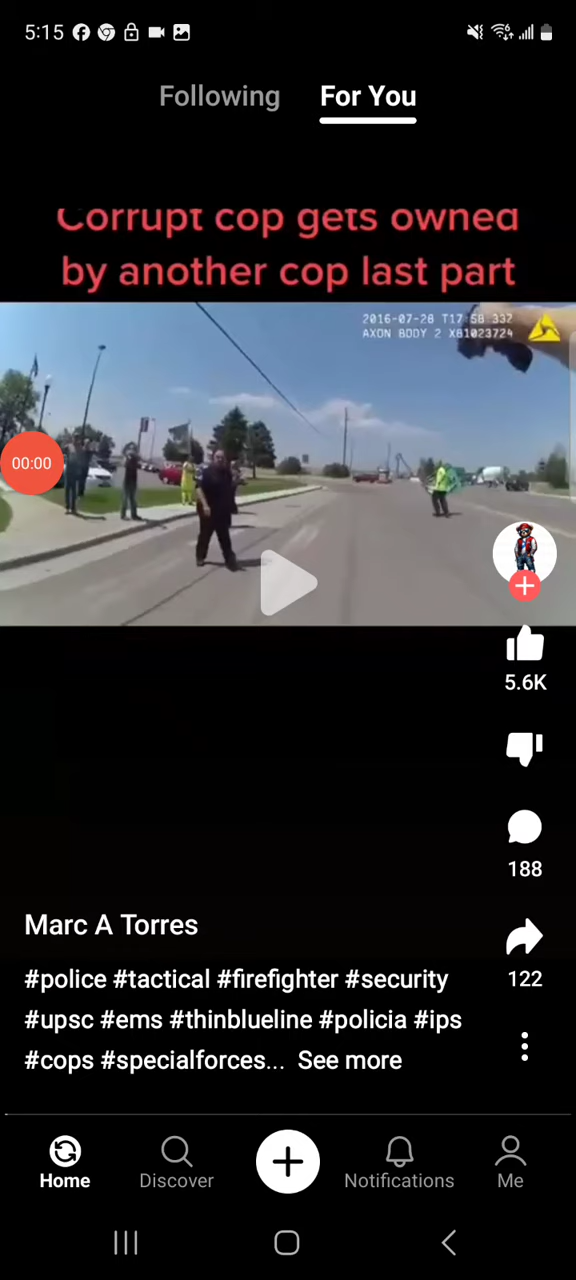 5:15
Following For You
Corrupt cop gets owned
by another cop last part
2016-07-28 T17:58:33Z
AXON BODY 2 X81023724
00:00
5.6K
188
Marc A Torres
122
#police #tactical #firefighter #security
#upsc #ems #thinblueline #policia #ips
#cops #specialforces... See more
Home Discover Notifications Me